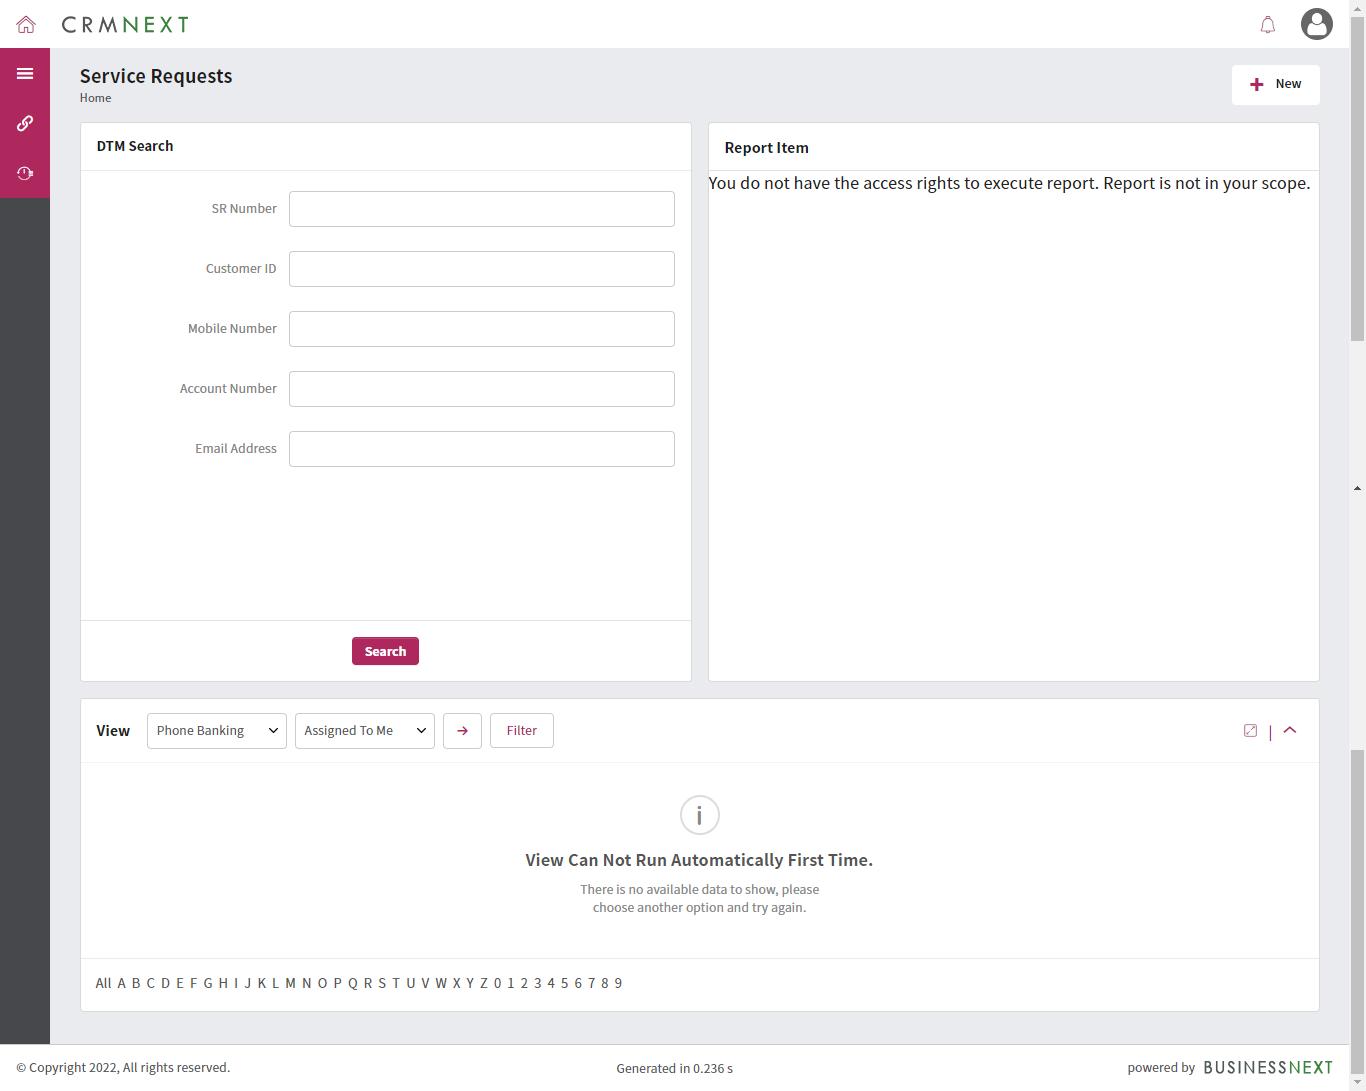 CRMNEXT
Service Requests
Home
New
DTM Search
SR Number
Customer ID
Mobile Number
Account Number
Email Address
Search
Report Item
You do not have the access rights to execute report. Report is not in your scope.
View Phone Banking Assigned To Me Filter
View Can Not Run Automatically First Time.
There is no available data to show, please
choose another option and try again.
All A B C D E F G H I J K L M N O P Q R S T U V W X Y Z 0 1 2 3 4 5 6 7 8 9
© Copyright 2022, All rights reserved.
Generated in 0.236 s
powered by BUSINESSNEXT